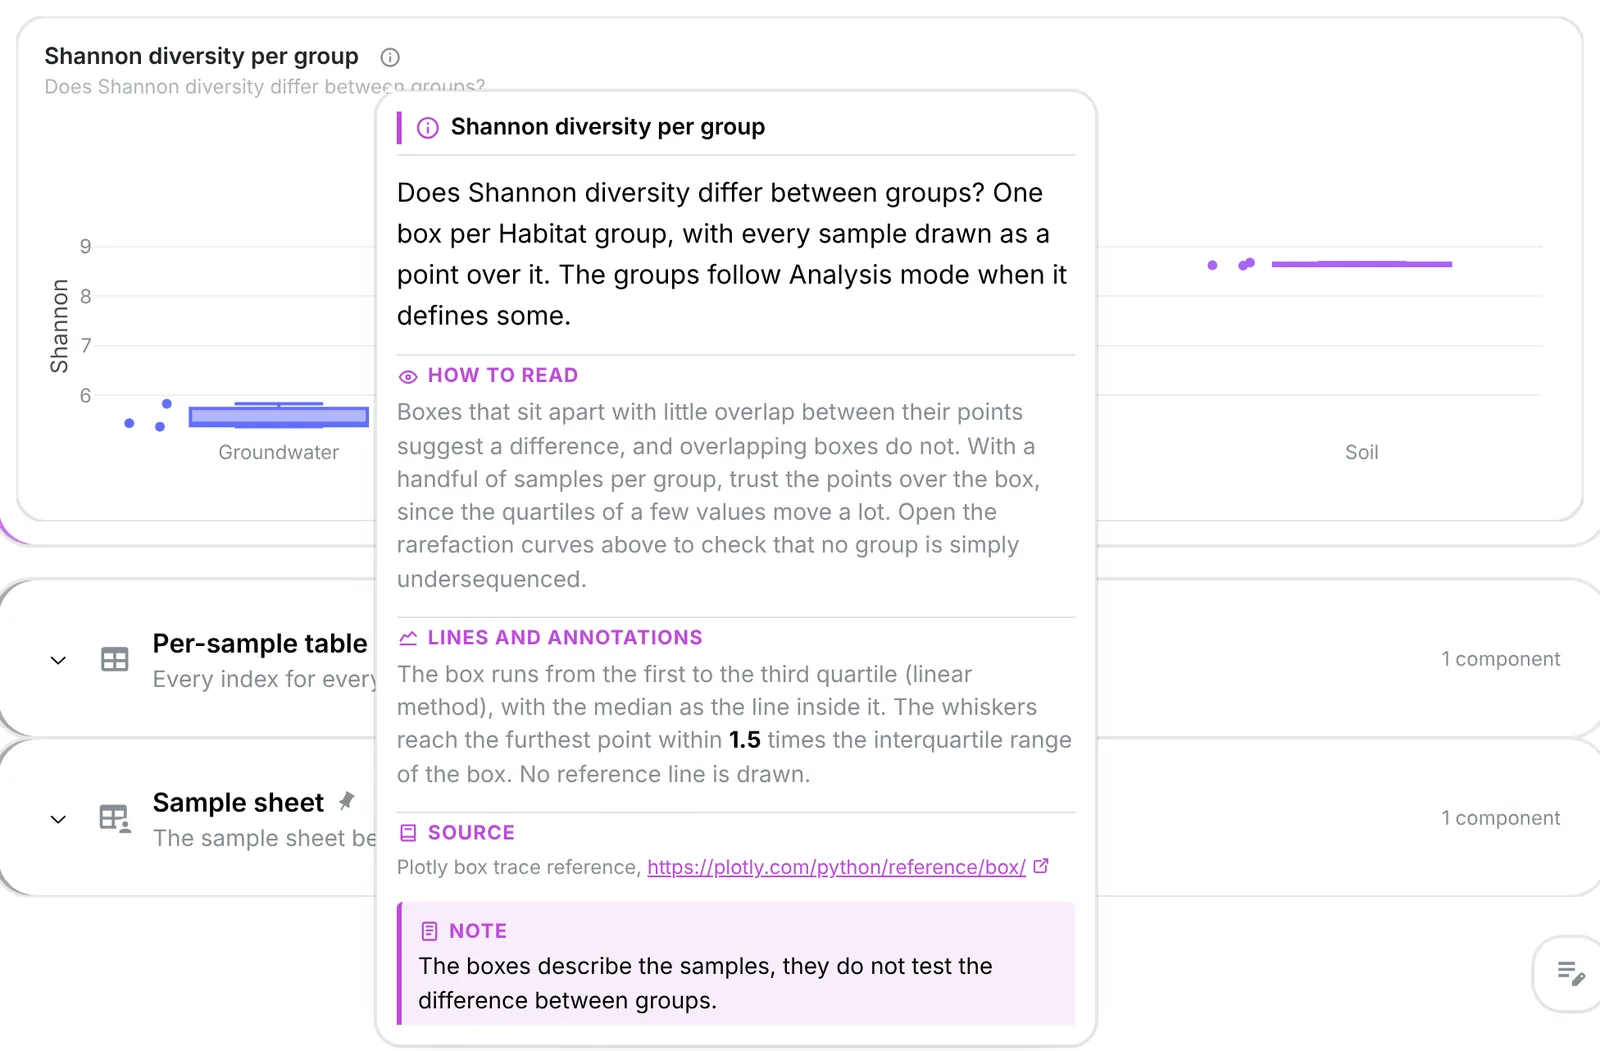 Shannon diversity per group
Does Shannon diversity differ between groups?
Shannon diversity per group
Does Shannon diversity differ between groups? One
box per Habitat group, with every sample drawn as a
point over it. The groups follow Analysis mode when it
defines some.
HOW TO READ
Boxes that sit apart with little overlap between their points
suggest a difference, and overlapping boxes do not. With a
handful of samples per group, trust the points over the box,
since the quartiles of a few values move a lot. Open the
rarefaction curves above to check that no group is simply
undersequenced.
LINES AND ANNOTATIONS
The box runs from the first to the third quartile (linear
method), with the median as the line inside it. The whiskers
reach the furthest point within 1.5 times the interquartile range
of the box. No reference line is drawn.
SOURCE
Plotly box trace reference, https://plotly.com/python/reference/box/
NOTE
The boxes describe the samples, they do not test the
difference between groups.
Shannon
9
8
7
6
Groundwater
Soil
Per-sample table
Every index for every
1 component
Sample sheet
The sample sheet be
1 component